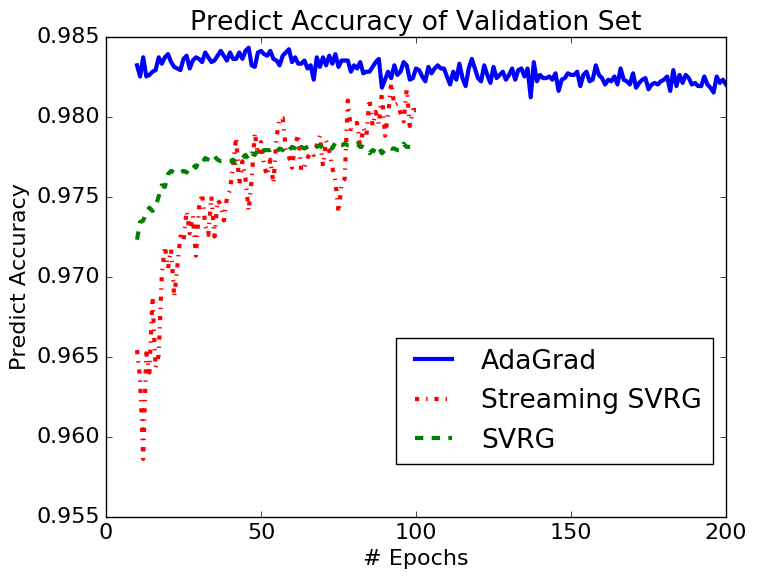 Predict Accuracy of Validation Set
Predict Accuracy
0.985
0.980
0.975
0.970
0.965
0.960
0.955
AdaGrad
Streaming SVRG
SVRG
0 50 100 150 200
# Epochs